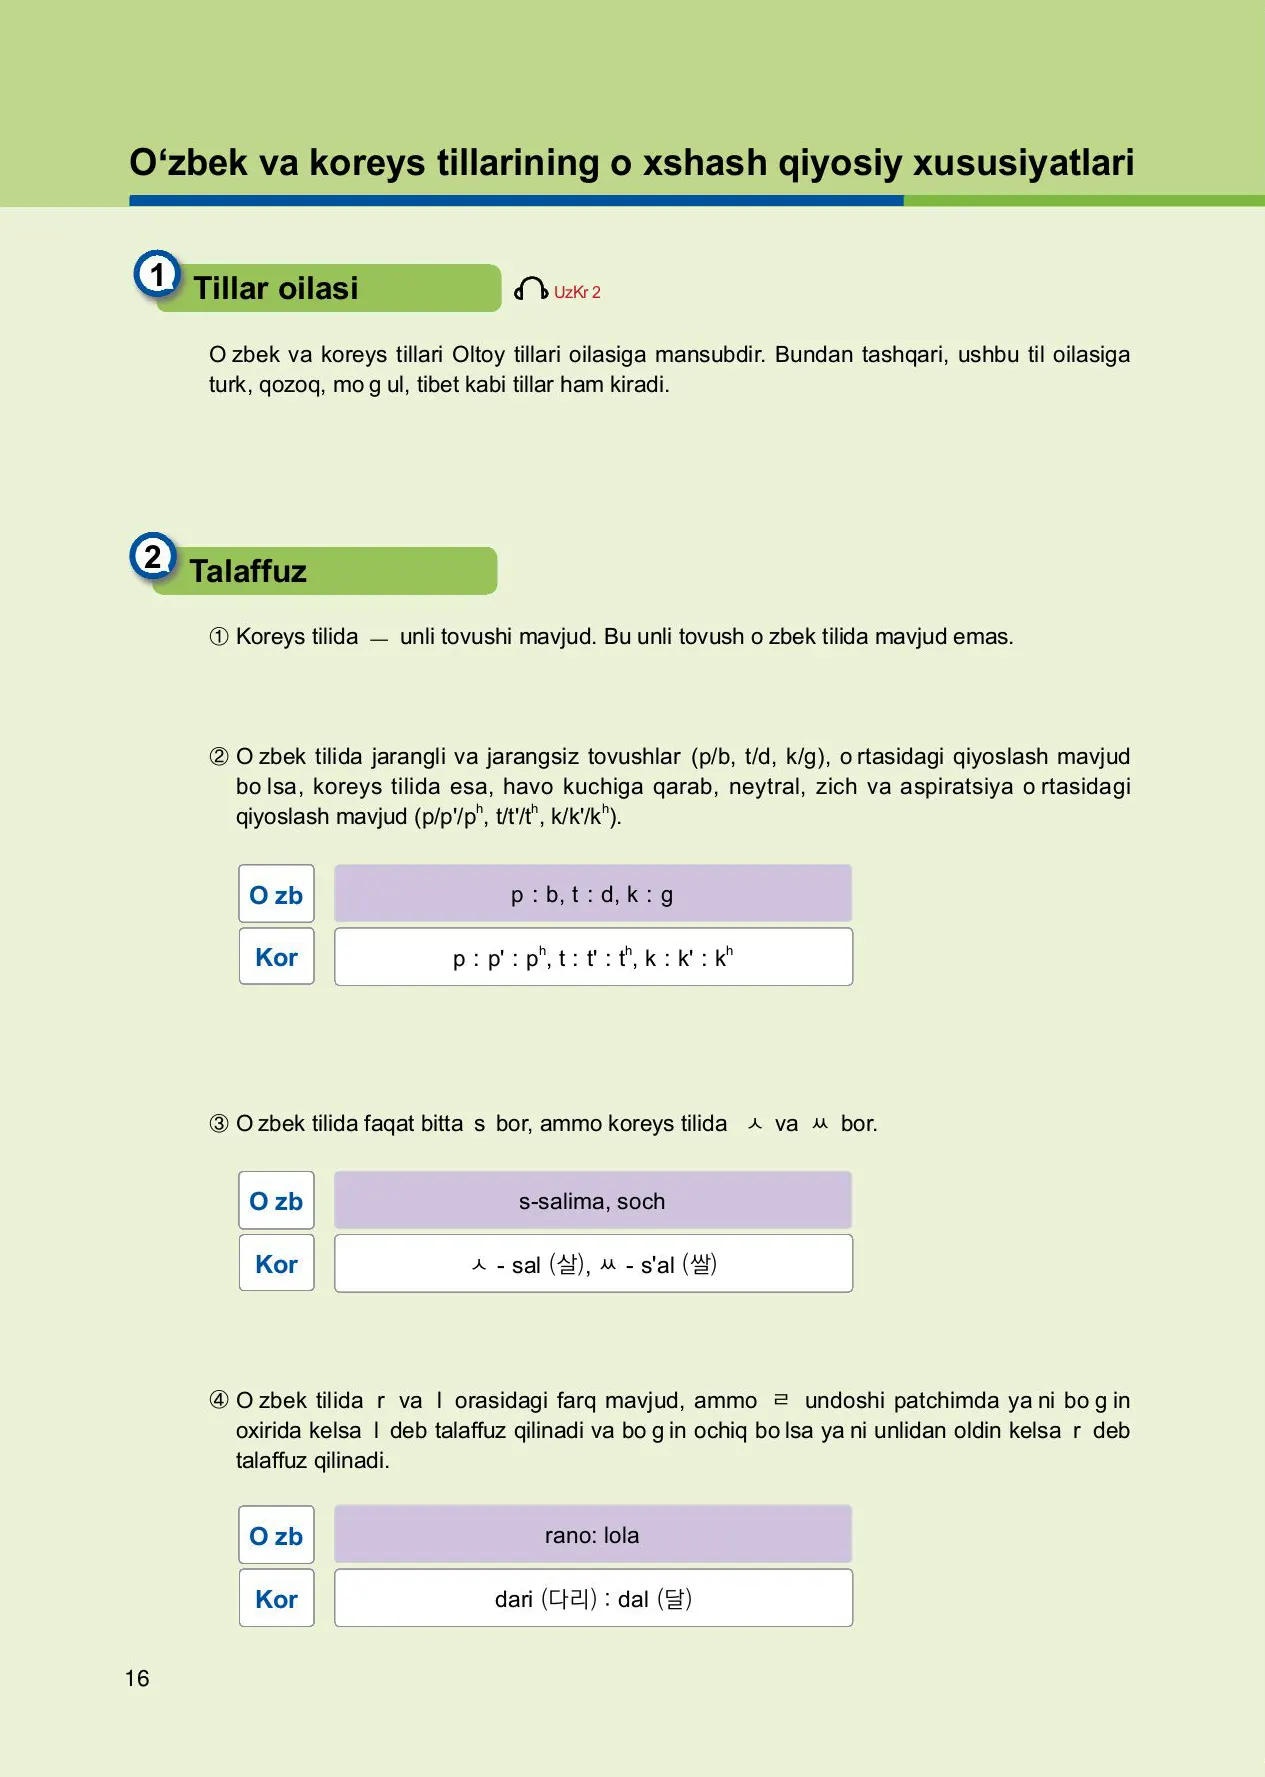 O‘zbek va koreys tillarining o xshash qiyosiy xususiyatlari
1 Tillar oilasi UzKr 2
O zbek va koreys tillari Oltoy tillari oilasiga mansubdir. Bundan tashqari, ushbu til oilasiga
turk, qozoq, mo g ul, tibet kabi tillar ham kiradi.
2 Talaffuz
① Koreys tilida ㅡ unli tovushi mavjud. Bu unli tovush o zbek tilida mavjud emas.
② O zbek tilida jarangli va jarangsiz tovushlar (p/b, t/d, k/g), o rtasidagi qiyoslash mavjud
bo lsa, koreys tilida esa, havo kuchiga qarab, neytral, zich va aspiratsiya o rtasidagi
qiyoslash mavjud (p/p'/pʰ, t/t'/tʰ, k/k'/kʰ).
O zb p : b, t : d, k : g
Kor p : p' : pʰ, t : t' : tʰ, k : k' : kʰ
③ O zbek tilida faqat bitta s bor, ammo koreys tilida ㅅ va ㅆ bor.
O zb s-salima, soch
Kor ㅅ - sal (살), ㅆ - s'al (쌀)
④ O zbek tilida r va l orasidagi farq mavjud, ammo ㄹ undoshi patchimda ya ni bo g in
oxirida kelsa l deb talaffuz qilinadi va bo g in ochiq bo lsa ya ni unlidan oldin kelsa r deb
talaffuz qilinadi.
O zb rano: lola
Kor dari (다리) : dal (달)
16